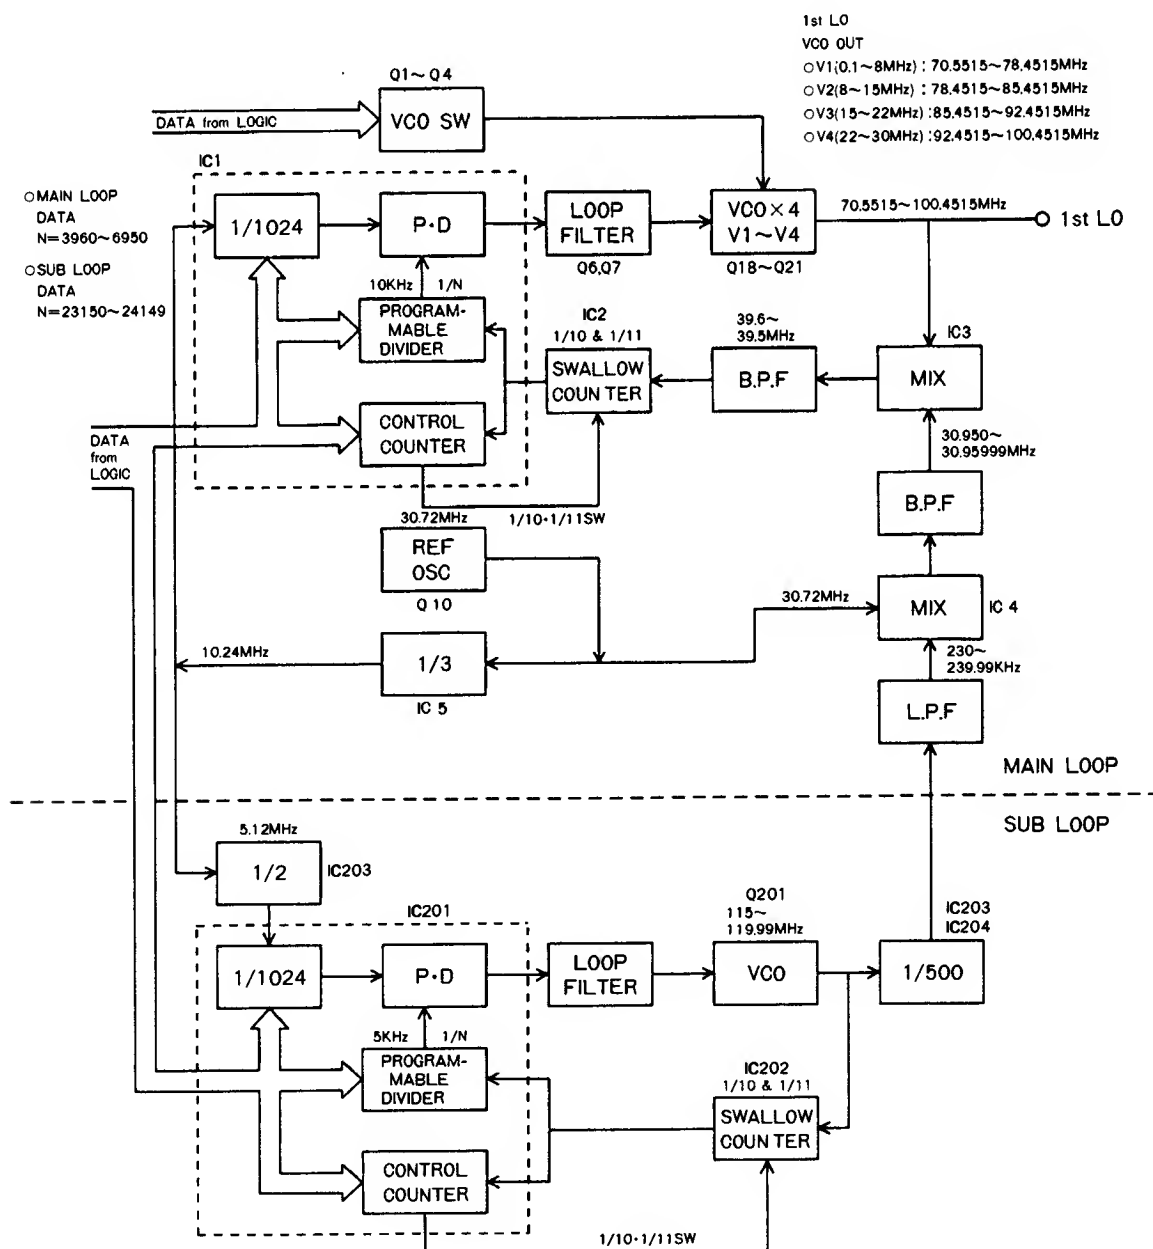 1st LO
VCO OUT
○V1(0.1~8MHz) : 70.5515~78.4515MHz
○V2(8~15MHz) : 78.4515~85.4515MHz
○V3(15~22MHz) : 85.4515~92.4515MHz
○V4(22~30MHz) : 92.4515~100.4515MHz
Q1~Q4
VCO SW
DATA from LOGIC
IC1
○MAIN LOOP
DATA
N=3960~6950
○SUB LOOP
DATA
N=23150~24149
1/1024
P·D
LOOP
FILTER
Q6,Q7
VCO×4
V1~V4
Q18~Q21
70.5515~100.4515MHz
1st LO
10KHz
1/N
PROGRAM-
MABLE
DIVIDER
IC2
1/10 & 1/11
SWALLOW
COUNTER
39.6~
39.5MHz
B.P.F
IC3
MIX
CONTROL
COUNTER
DATA
from
LOGIC
30.950~
30.95999MHz
B.P.F
1/10·1/11SW
30.72MHz
REF
OSC
Q10
30.72MHz
MIX
IC 4
10.24MHz
1/3
IC 5
230~
239.99KHz
L.P.F
MAIN LOOP
SUB LOOP
5.12MHz
1/2
IC203
IC201
1/1024
P·D
LOOP
FILTER
Q201
115~
119.99MHz
VCO
IC203
IC204
1/500
5KHz
1/N
PROGRAM-
MABLE
DIVIDER
IC202
1/10 & 1/11
SWALLOW
COUNTER
CONTROL
COUNTER
1/10·1/11SW